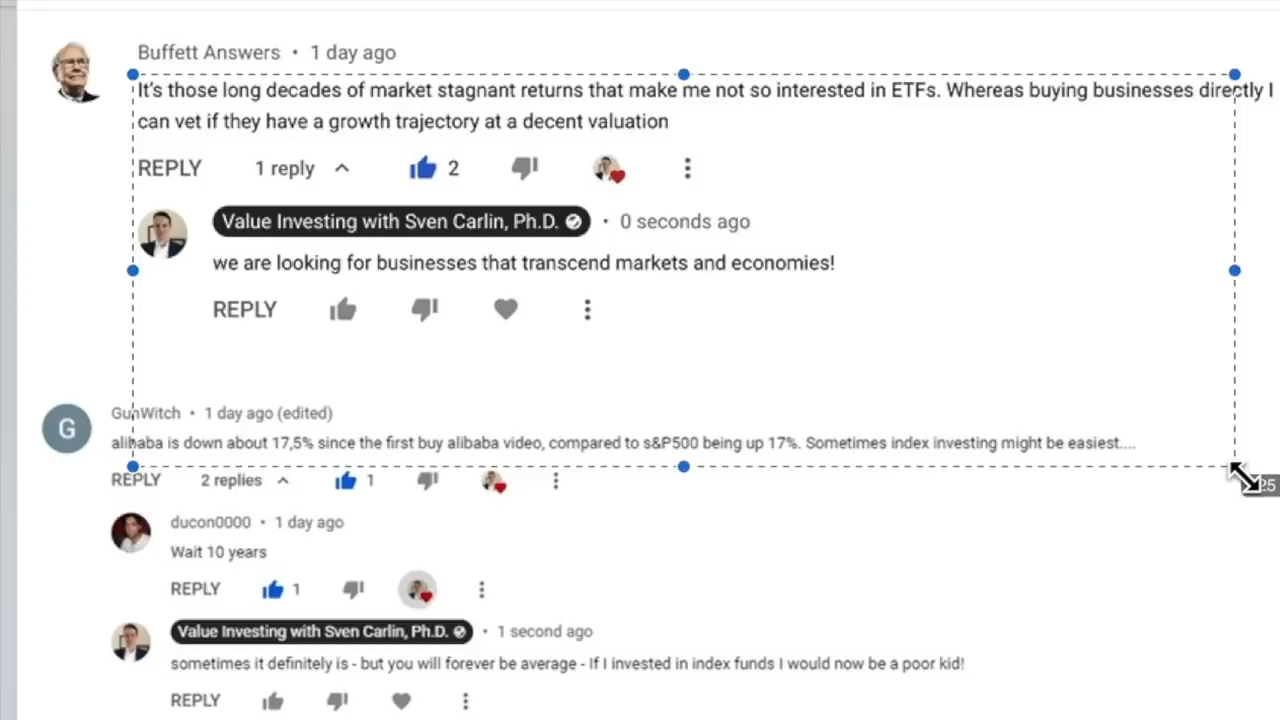 Buffett Answers • 1 day ago
It's those long decades of market stagnant returns that make me not so interested in ETFs. Whereas buying businesses directly I
can vet if they have a growth trajectory at a decent valuation
REPLY 1 reply 2
Value Investing with Sven Carlin, Ph.D. • 0 seconds ago
we are looking for businesses that transcend markets and economies!
REPLY
G GunWitch • 1 day ago (edited)
alibaba is down about 17,5% since the first buy alibaba video, compared to s&P500 being up 17%. Sometimes index investing might be easiest....
REPLY 2 replies 1
25
ducon0000 • 1 day ago
Wait 10 years
REPLY 1
Value Investing with Sven Carlin, Ph.D. • 1 second ago
sometimes it definitely is - but you will forever be average - If I invested in index funds I would now be a poor kid!
REPLY